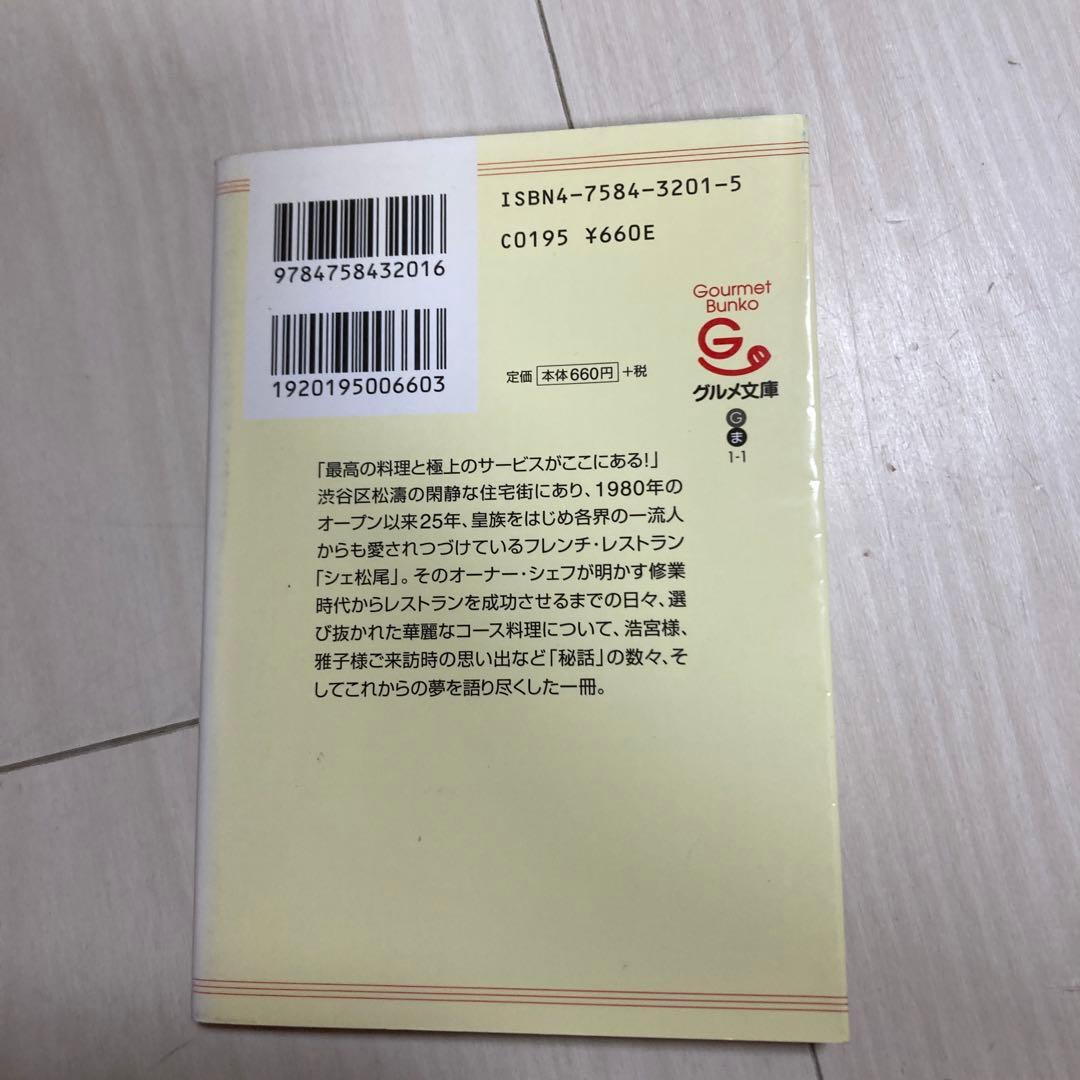 ISBN4-7584-3201-5
C0195 ¥660E
9784758432016
1920195006603
定価 本体660円 +税
Gourmet
Bunko
G
グルメ文庫
G
ま
1-1
「最高の料理と極上のサービスがここにある!」
渋谷区松濤の閑静な住宅街にあり、1980年の
オープン以来25年、皇族をはじめ各界の一流人
からも愛されつづけているフレンチ・レストラン
「シェ松尾」。そのオーナー・シェフが明かす修業
時代からレストランを成功させるまでの日々、選
び抜かれた華麗なコース料理について、浩宮様、
雅子様ご来訪時の思い出など「秘話」の数々、そ
してこれからの夢を語り尽くした一冊。